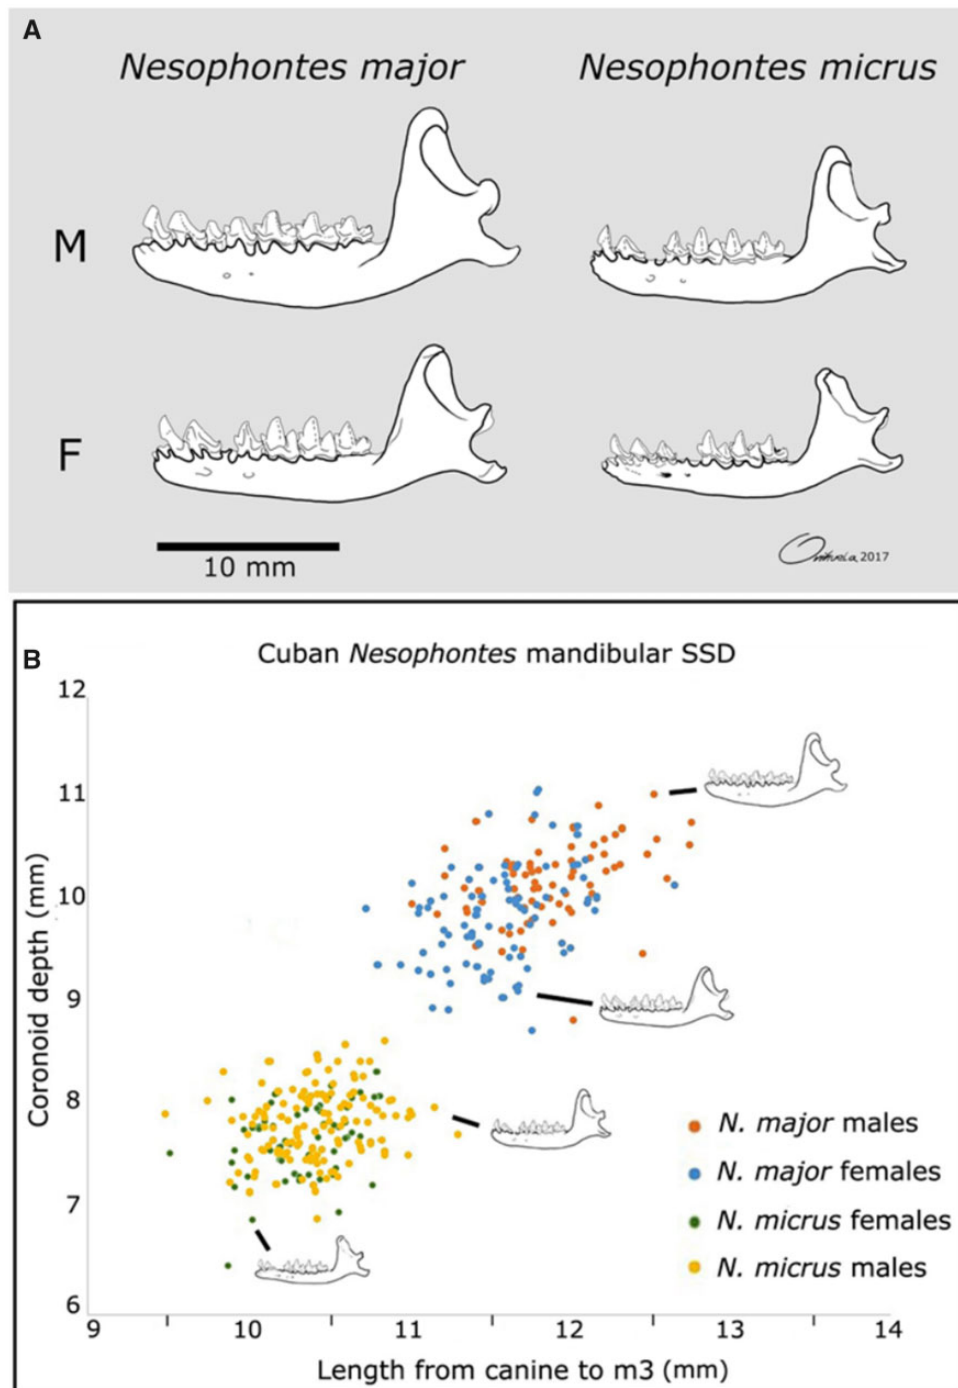 A
Nesophontes major
Nesophontes micrus
M
F
10 mm
2017
B
Cuban Nesophontes mandibular SSD
12
11
10
9
8
7
6
Coronoid depth (mm)
N. major males
N. major females
N. micrus females
N. micrus males
9 10 11 12 13 14
Length from canine to m3 (mm)